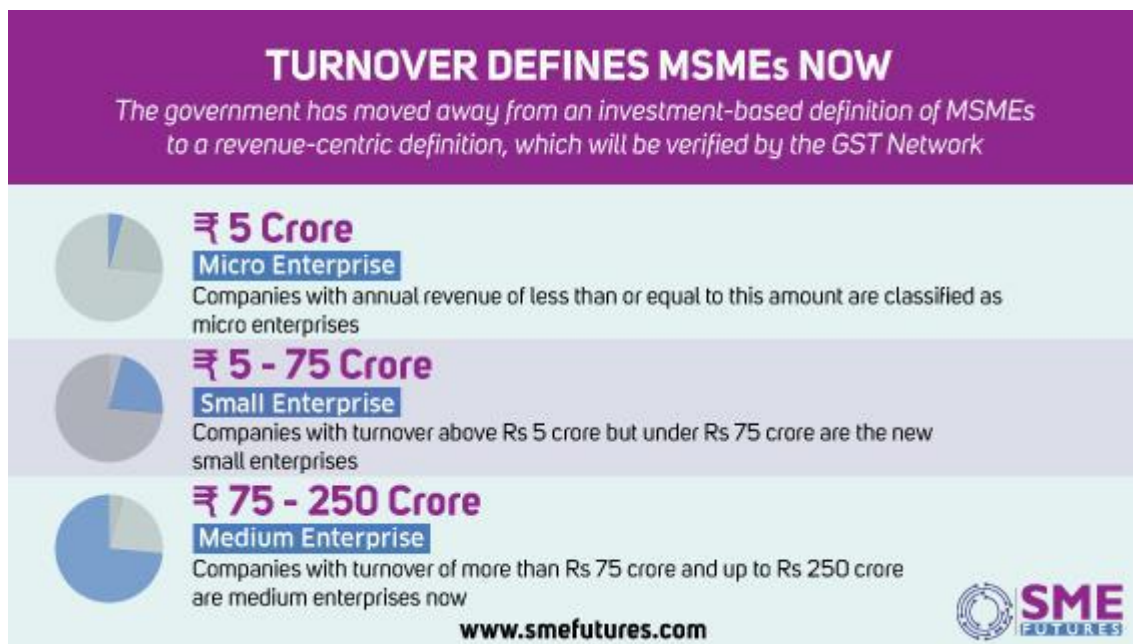 TURNOVER DEFINES MSMEs NOW
The government has moved away from an investment-based definition of MSMEs
to a revenue-centric definition, which will be verified by the GST Network
₹ 5 Crore
Micro Enterprise
Companies with annual revenue of less than or equal to this amount are classified as
micro enterprises
₹ 5 - 75 Crore
Small Enterprise
Companies with turnover above Rs 5 crore but under Rs 75 crore are the new
small enterprises
₹ 75 - 250 Crore
Medium Enterprise
Companies with turnover of more than Rs 75 crore and up to Rs 250 crore
are medium enterprises now
www.smefutures.com
SME
FUTURES